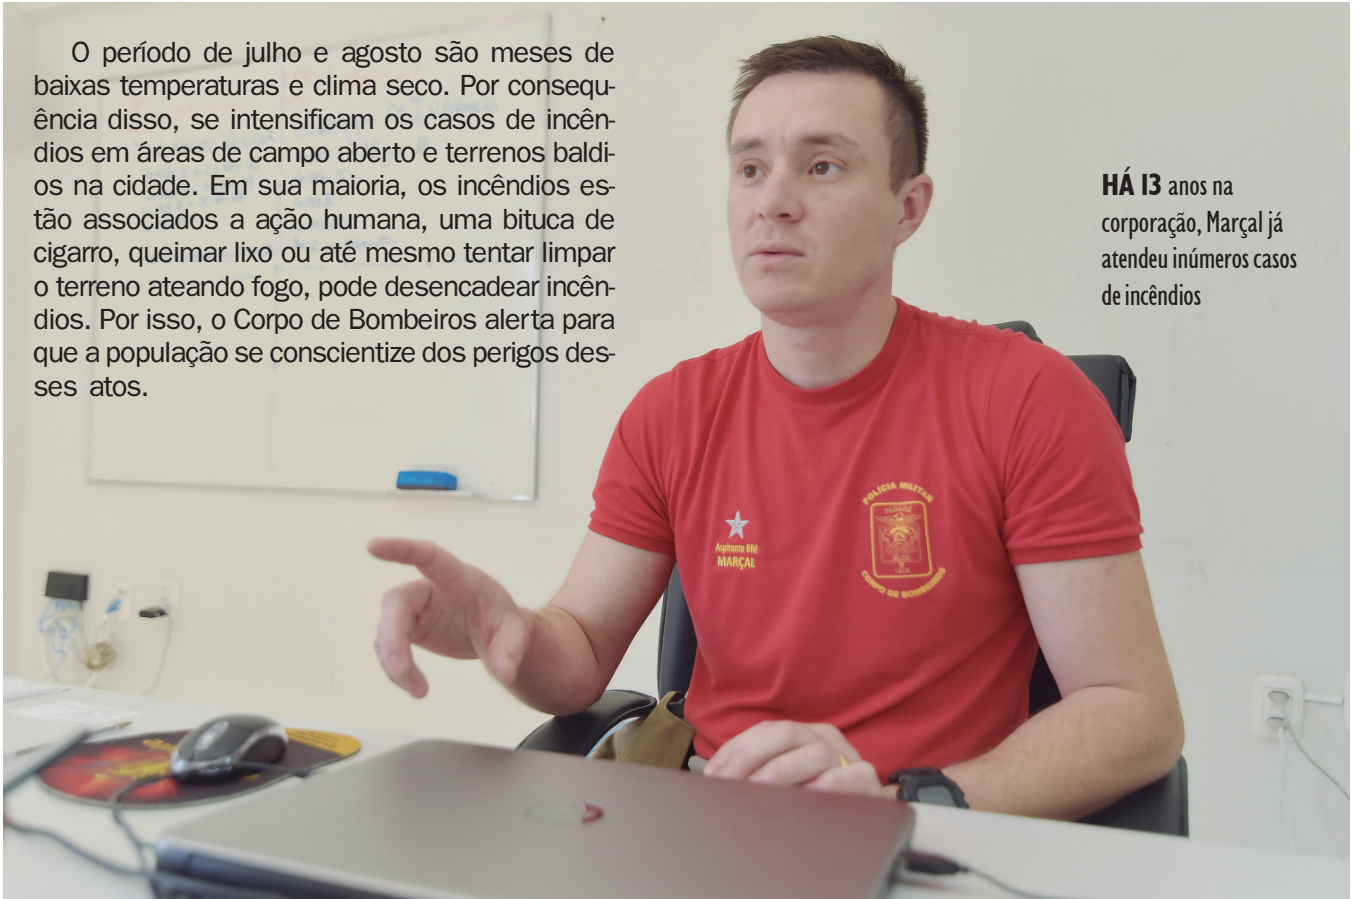 O período de julho e agosto são meses de
baixas temperaturas e clima seco. Por consequ-
ência disso, se intensificam os casos de incên-
dios em áreas de campo aberto e terrenos baldi-
os na cidade. Em sua maioria, os incêndios es-
tão associados a ação humana, uma bituca de
cigarro, queimar lixo ou até mesmo tentar limpar
o terreno ateando fogo, pode desencadear incên-
dios. Por isso, o Corpo de Bombeiros alerta para
que a população se conscientize dos perigos des-
ses atos.
HÁ 13 anos na
corporação, Marçal já
atendeu inúmeros casos
de incêndios
POLÍCIA MILITAR
PARANÁ
CORPO DE BOMBEIROS
Aspirante BM
MARÇAL